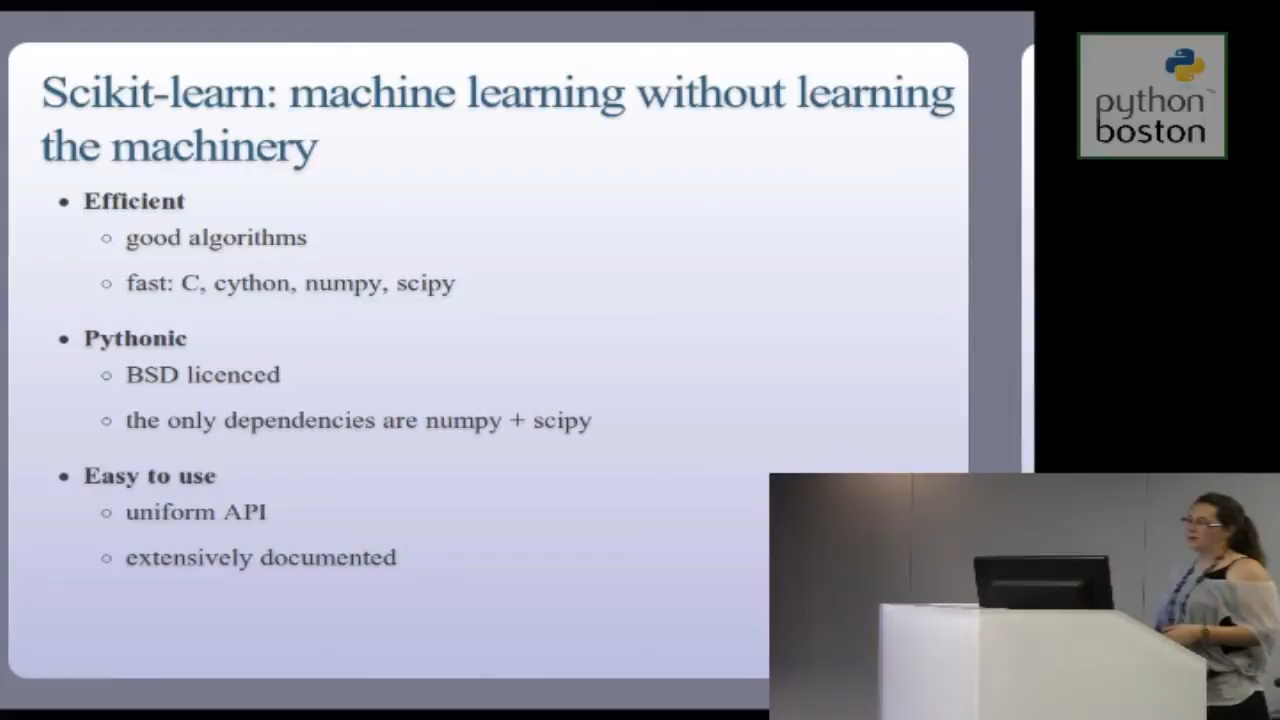 Scikit-learn: machine learning without learning
the machinery
• Efficient
○ good algorithms
○ fast: C, cython, numpy, scipy
• Pythonic
○ BSD licenced
○ the only dependencies are numpy + scipy
• Easy to use
○ uniform API
○ extensively documented
python™
boston